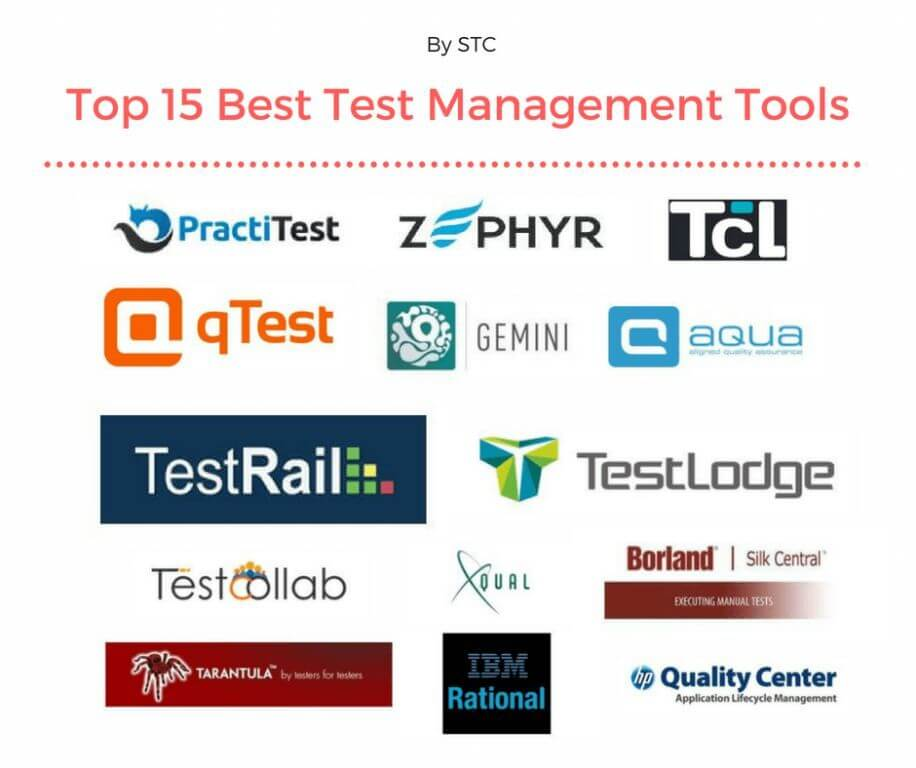 By STC
Top 15 Best Test Management Tools
PractiTest
ZEPHYR
TCL
qTest
GEMINI
aqua
aligned quality assurance
TestRail
TestLodge
TestCollab
XQUAL
Borland® | Silk Central™
EXECUTING MANUAL TESTS
TARANTULA™ by testers for testers
IBM
Rational
hp Quality Center
Application Lifecycle Management